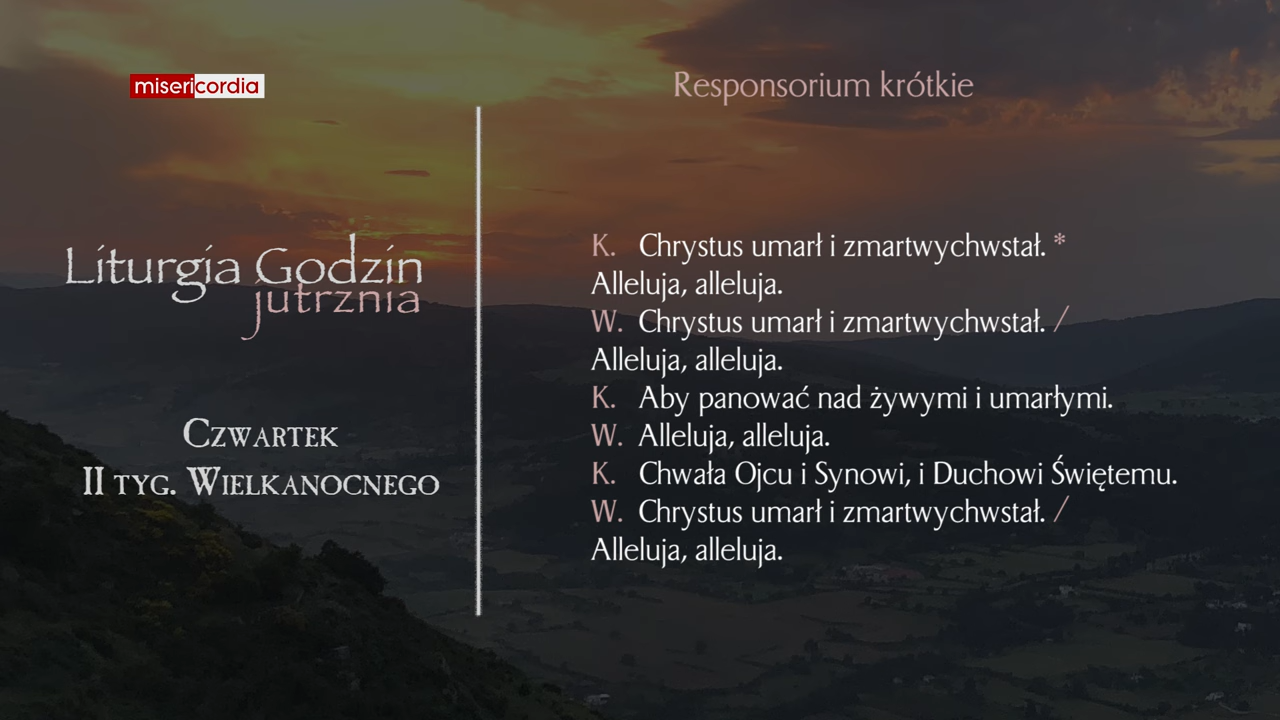 misericordia
Liturgia Godzin
jutrznia
Czwartek
II tyg. Wielkanocnego
Responsorium krótkie
K. Chrystus umarł i zmartwychwstał. *
Alleluja, alleluja.
W. Chrystus umarł i zmartwychwstał. /
Alleluja, alleluja.
K. Aby panować nad żywymi i umarłymi.
W. Alleluja, alleluja.
K. Chwała Ojcu i Synowi, i Duchowi Świętemu.
W. Chrystus umarł i zmartwychwstał. /
Alleluja, alleluja.